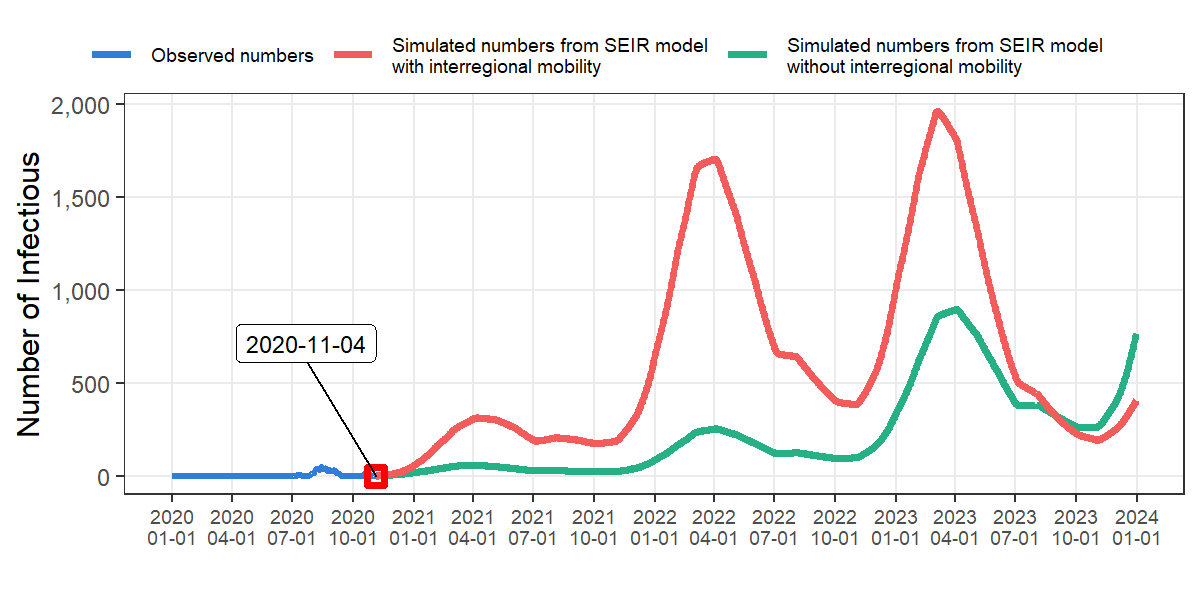 Observed numbers
Simulated numbers from SEIR model
with interregional mobility
Simulated numbers from SEIR model
without interregional mobility
Number of Infectious
2,000
1,500
1,000
500
0
2020-11-04
2020 2020 2020 2020 2021 2021 2021 2021 2022 2022 2022 2022 2023 2023 2023 2023 2024
01-01 04-01 07-01 10-01 01-01 04-01 07-01 10-01 01-01 04-01 07-01 10-01 01-01 04-01 07-01 10-01 01-01